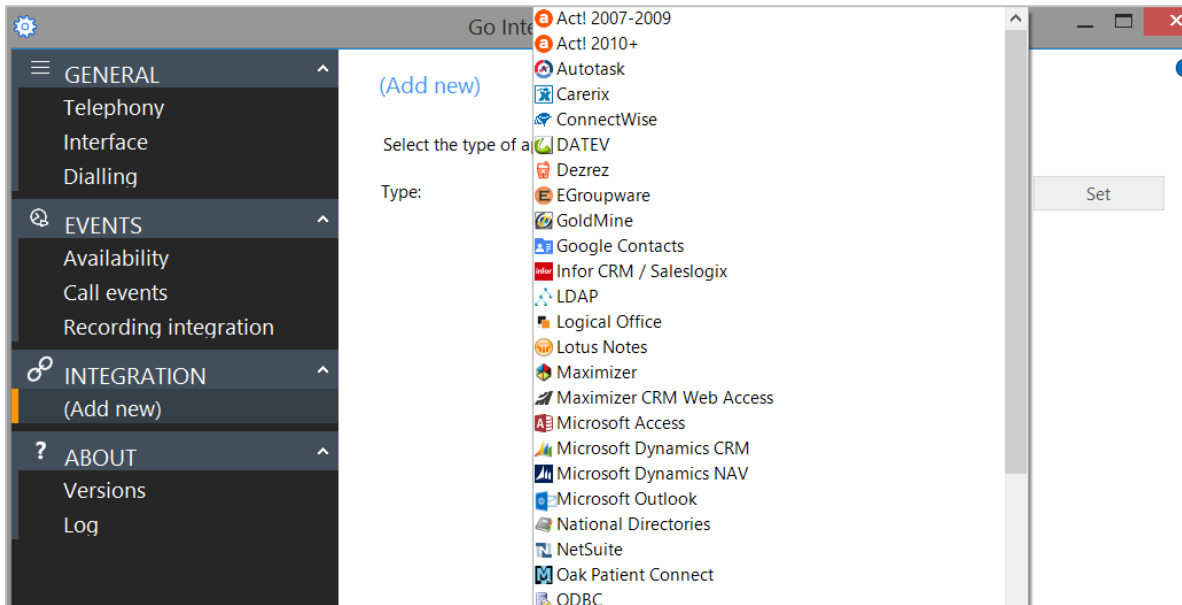 Go Inte
GENERAL
Telephony
Interface
Dialling
EVENTS
Availability
Call events
Recording integration
INTEGRATION
(Add new)
? ABOUT
Versions
Log
(Add new)
Select the type of a
Type:
Set
Act! 2007-2009
Act! 2010+
Autotask
Carerix
ConnectWise
DATEV
Dezrez
EGroupware
GoldMine
Google Contacts
infor Infor CRM / Saleslogix
LDAP
Logical Office
Lotus Notes
Maximizer
Maximizer CRM Web Access
Microsoft Access
Microsoft Dynamics CRM
Microsoft Dynamics NAV
Microsoft Outlook
National Directories
NetSuite
Oak Patient Connect
ODBC